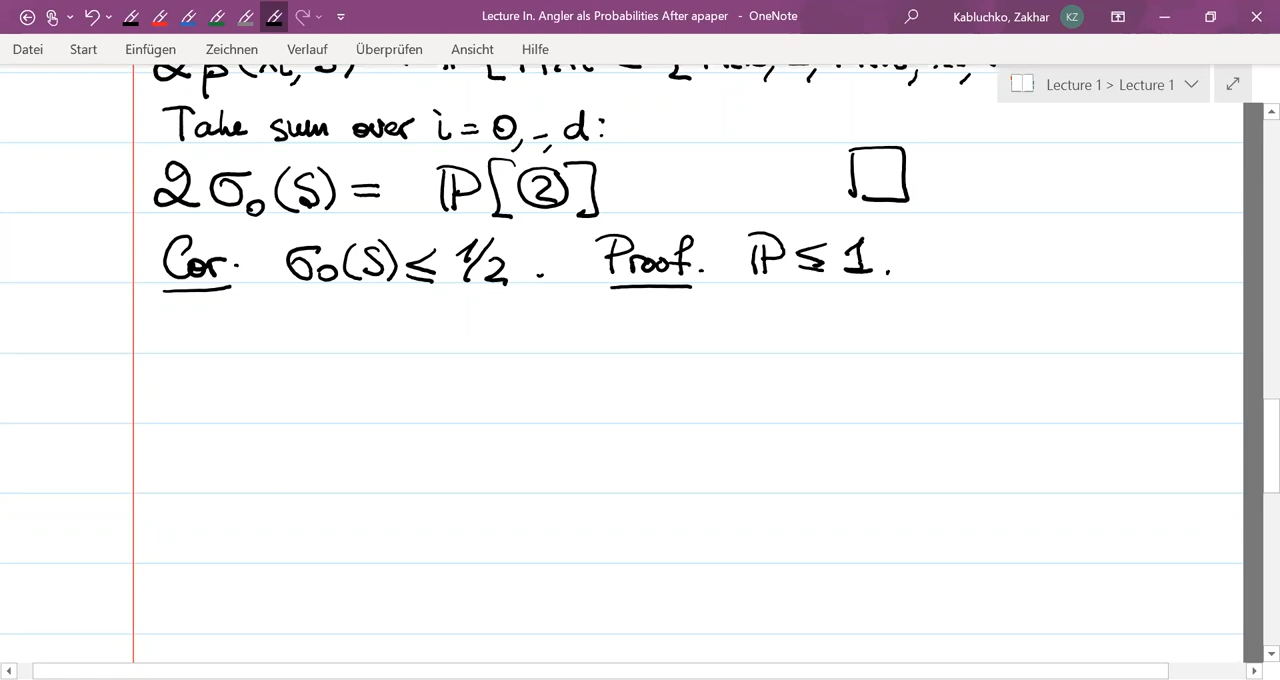 Lecture In. Angler als Probabilities After apaper - OneNote
Kabluchko, Zakhar KZ
Datei Start Einfügen Zeichnen Verlauf Überprüfen Ansicht Hilfe
Lecture 1 > Lecture 1
Take sum over i = 0, -, d:
2σ₀(S) = ℙ[②]
Cor. σ₀(S) ≤ 1/2. Proof. ℙ ≤ 1.